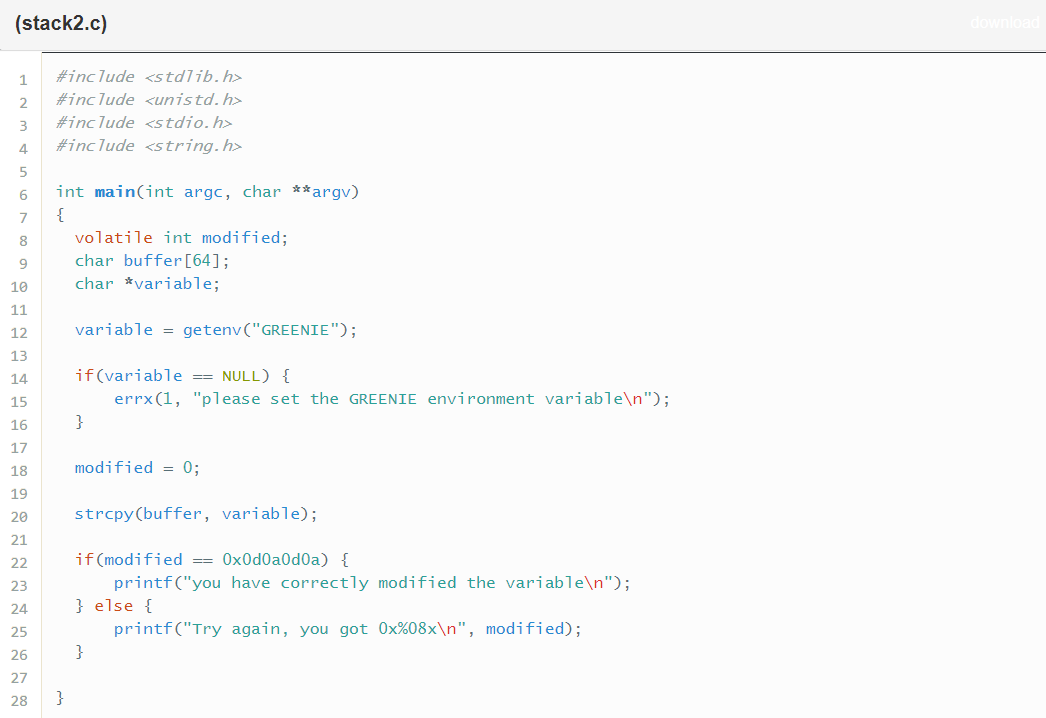 (stack2.c)
download
1 #include <stdlib.h>
2 #include <unistd.h>
3 #include <stdio.h>
4 #include <string.h>
5
6 int main(int argc, char **argv)
7 {
8   volatile int modified;
9   char buffer[64];
10   char *variable;
11
12   variable = getenv("GREENIE");
13
14   if(variable == NULL) {
15       errx(1, "please set the GREENIE environment variable\n");
16   }
17
18   modified = 0;
19
20   strcpy(buffer, variable);
21
22   if(modified == 0x0d0a0d0a) {
23       printf("you have correctly modified the variable\n");
24   } else {
25       printf("Try again, you got 0x%08x\n", modified);
26   }
27
28 }